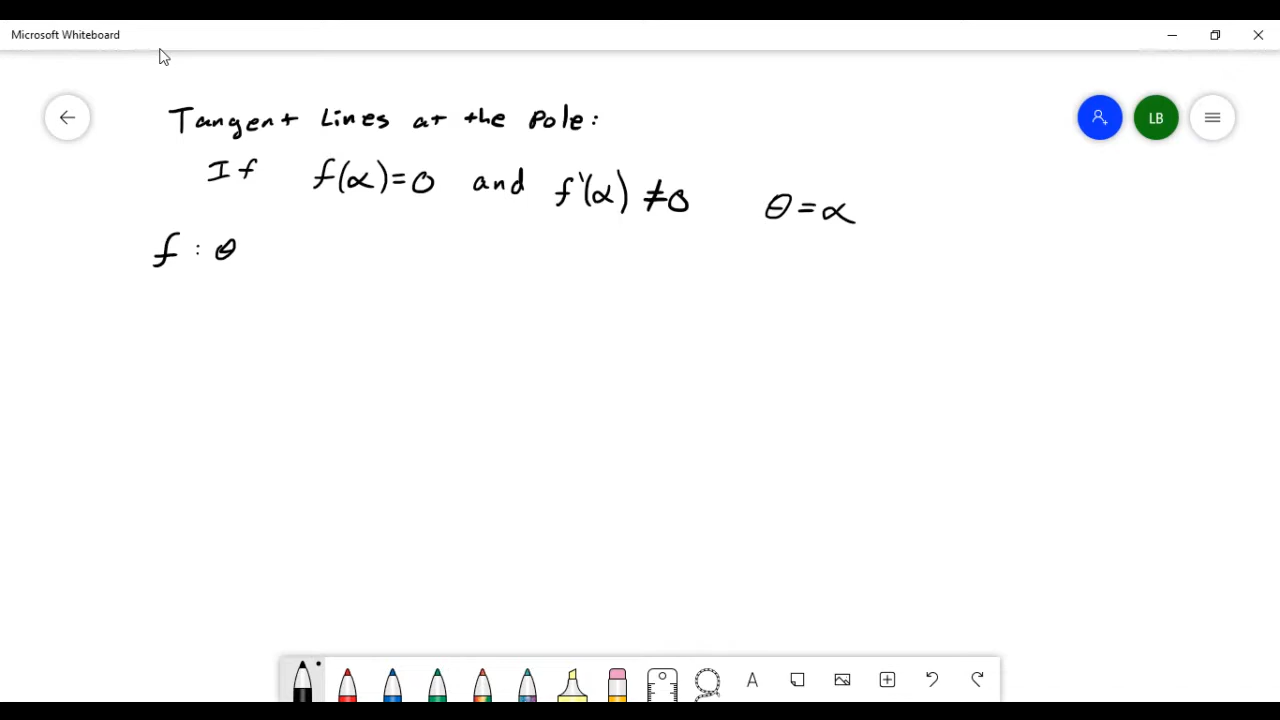 Microsoft Whiteboard
LB
Tangent Lines at the Pole:
If f(α)=0 and f'(α) ≠0 θ=α
f : θ
A